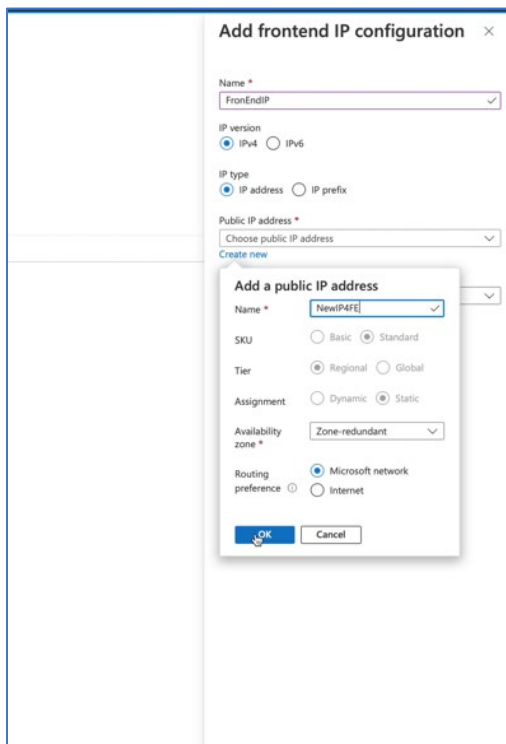 Add frontend IP configuration
Name *
FronEndIP
IP version
IPv4 IPv6
IP type
IP address IP prefix
Public IP address *
Choose public IP address
Create new
Add a public IP address
Name * NewIP4FE
SKU Basic Standard
Tier Regional Global
Assignment Dynamic Static
Availability Zone-redundant
zone *
Routing Microsoft network
preference Internet
OK Cancel